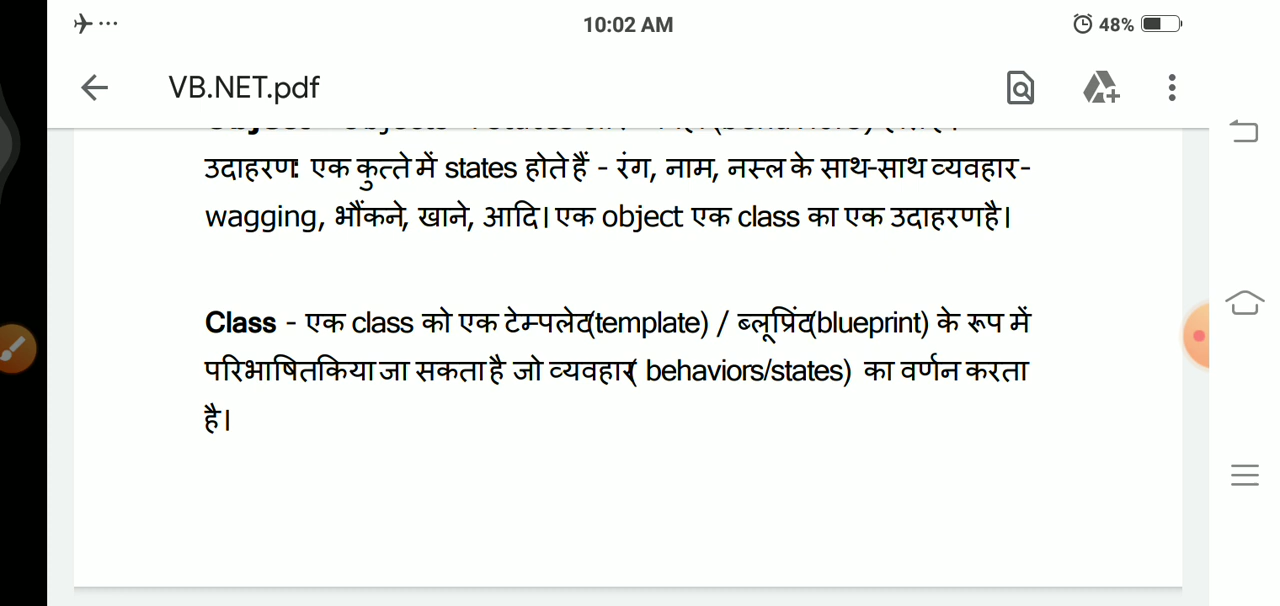 10:02 AM
48%
VB.NET.pdf
उदाहरण: एक कुत्ते में states होते हैं - रंग, नाम, नस्ल के साथ-साथ व्यवहार-
wagging, भौंकने, खाने, आदि। एक object एक class का एक उदाहरणहै।
Class - एक class को एक टेम्पलेट(template) / ब्लूप्रिंट(blueprint) के रूप में
परिभाषितकिया जा सकता है जो व्यवहार( behaviors/states) का वर्णन करता
है।